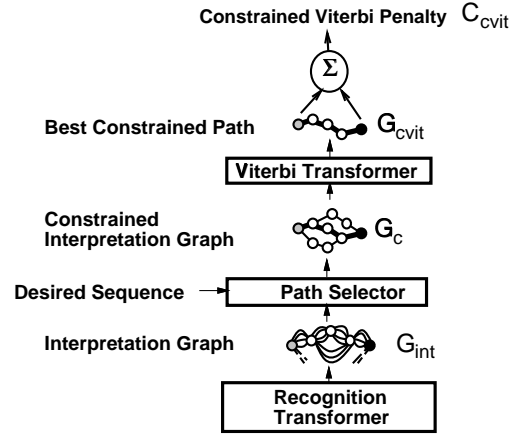 Constrained Viterbi Penalty C_cvit
Σ
Best Constrained Path G_cvit
Viterbi Transformer
Constrained
Interpretation Graph G_c
Desired Sequence Path Selector
Interpretation Graph G_int
Recognition
Transformer